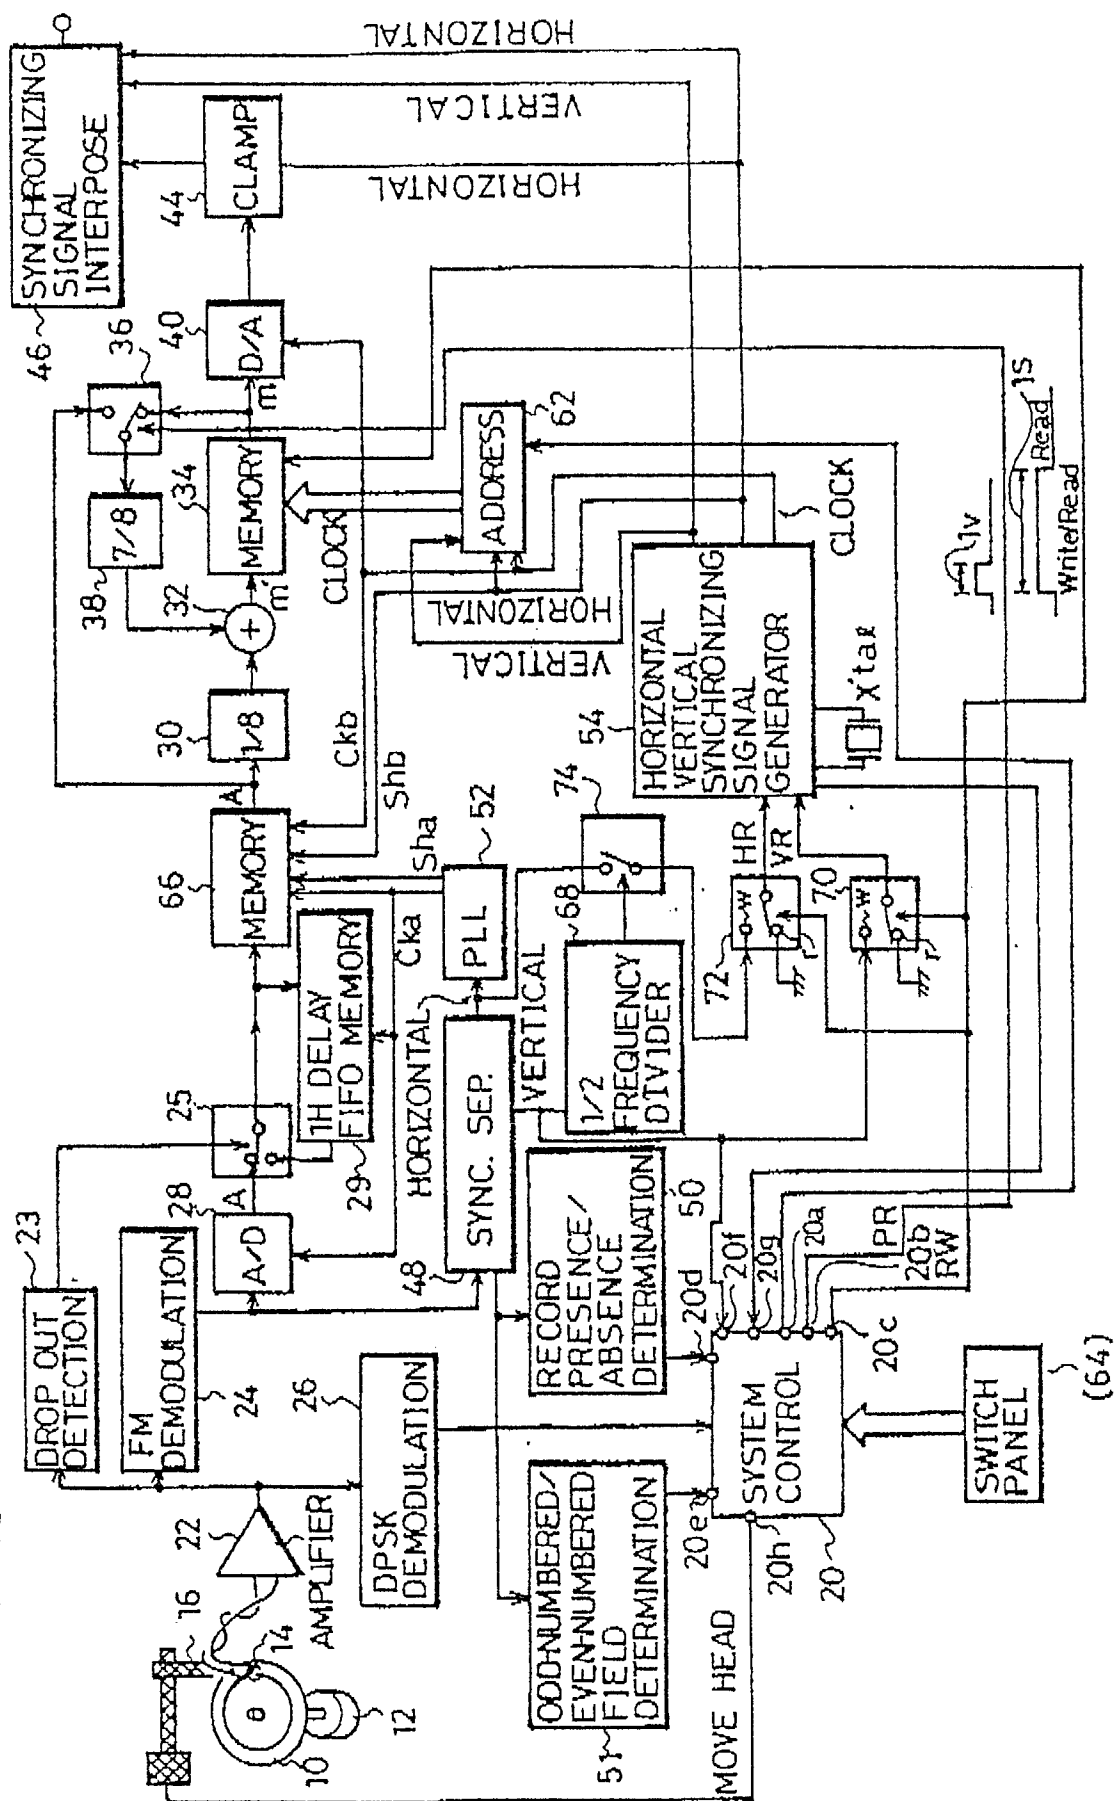 46
SYNCHRONIZING
SIGNAL
INTERPOSE
HORIZONTAL
VERTICAL
HORIZONTAL
44
CLAMP
40
D/A
m
36
38
7/8
34
MEMORY
m'
32
+
30
1/8
A
66
MEMORY
CLOCK
62
ADDRESS
HORIZONTAL
VERTICAL
Ckb
Shb
Sha
Cka
52
PLL
25
1H DELAY
FIFO MEMORY
29
A
28
A/D
23
DROP OUT
DETECTION
FM
DEMODULATION
24
22
AMPLIFIER
16
14
10
12
26
DPSK
DEMODULATION
48
SYNC. SEP.
HORIZONTAL
VERTICAL
68
1/2
FREQUENCY
DIVIDER
74
72
W
r
70
W
r
HR
VR
54
HORIZONTAL
VERTICAL
SYNCHRONIZING
SIGNAL
GENERATOR
X'tal
CLOCK
1V
1S
Read
Write/Read
RECORD
PRESENCE/
ABSENCE
DETERMINATION
50
ODD-NUMBERED/
EVEN-NUMBERED
FIELD
DETERMINATION
51
MOVE HEAD
20d
20f
20g
20a
PR
20b
RW
20c
20e
20h
20
SYSTEM
CONTROL
SWITCH
PANEL
(64)